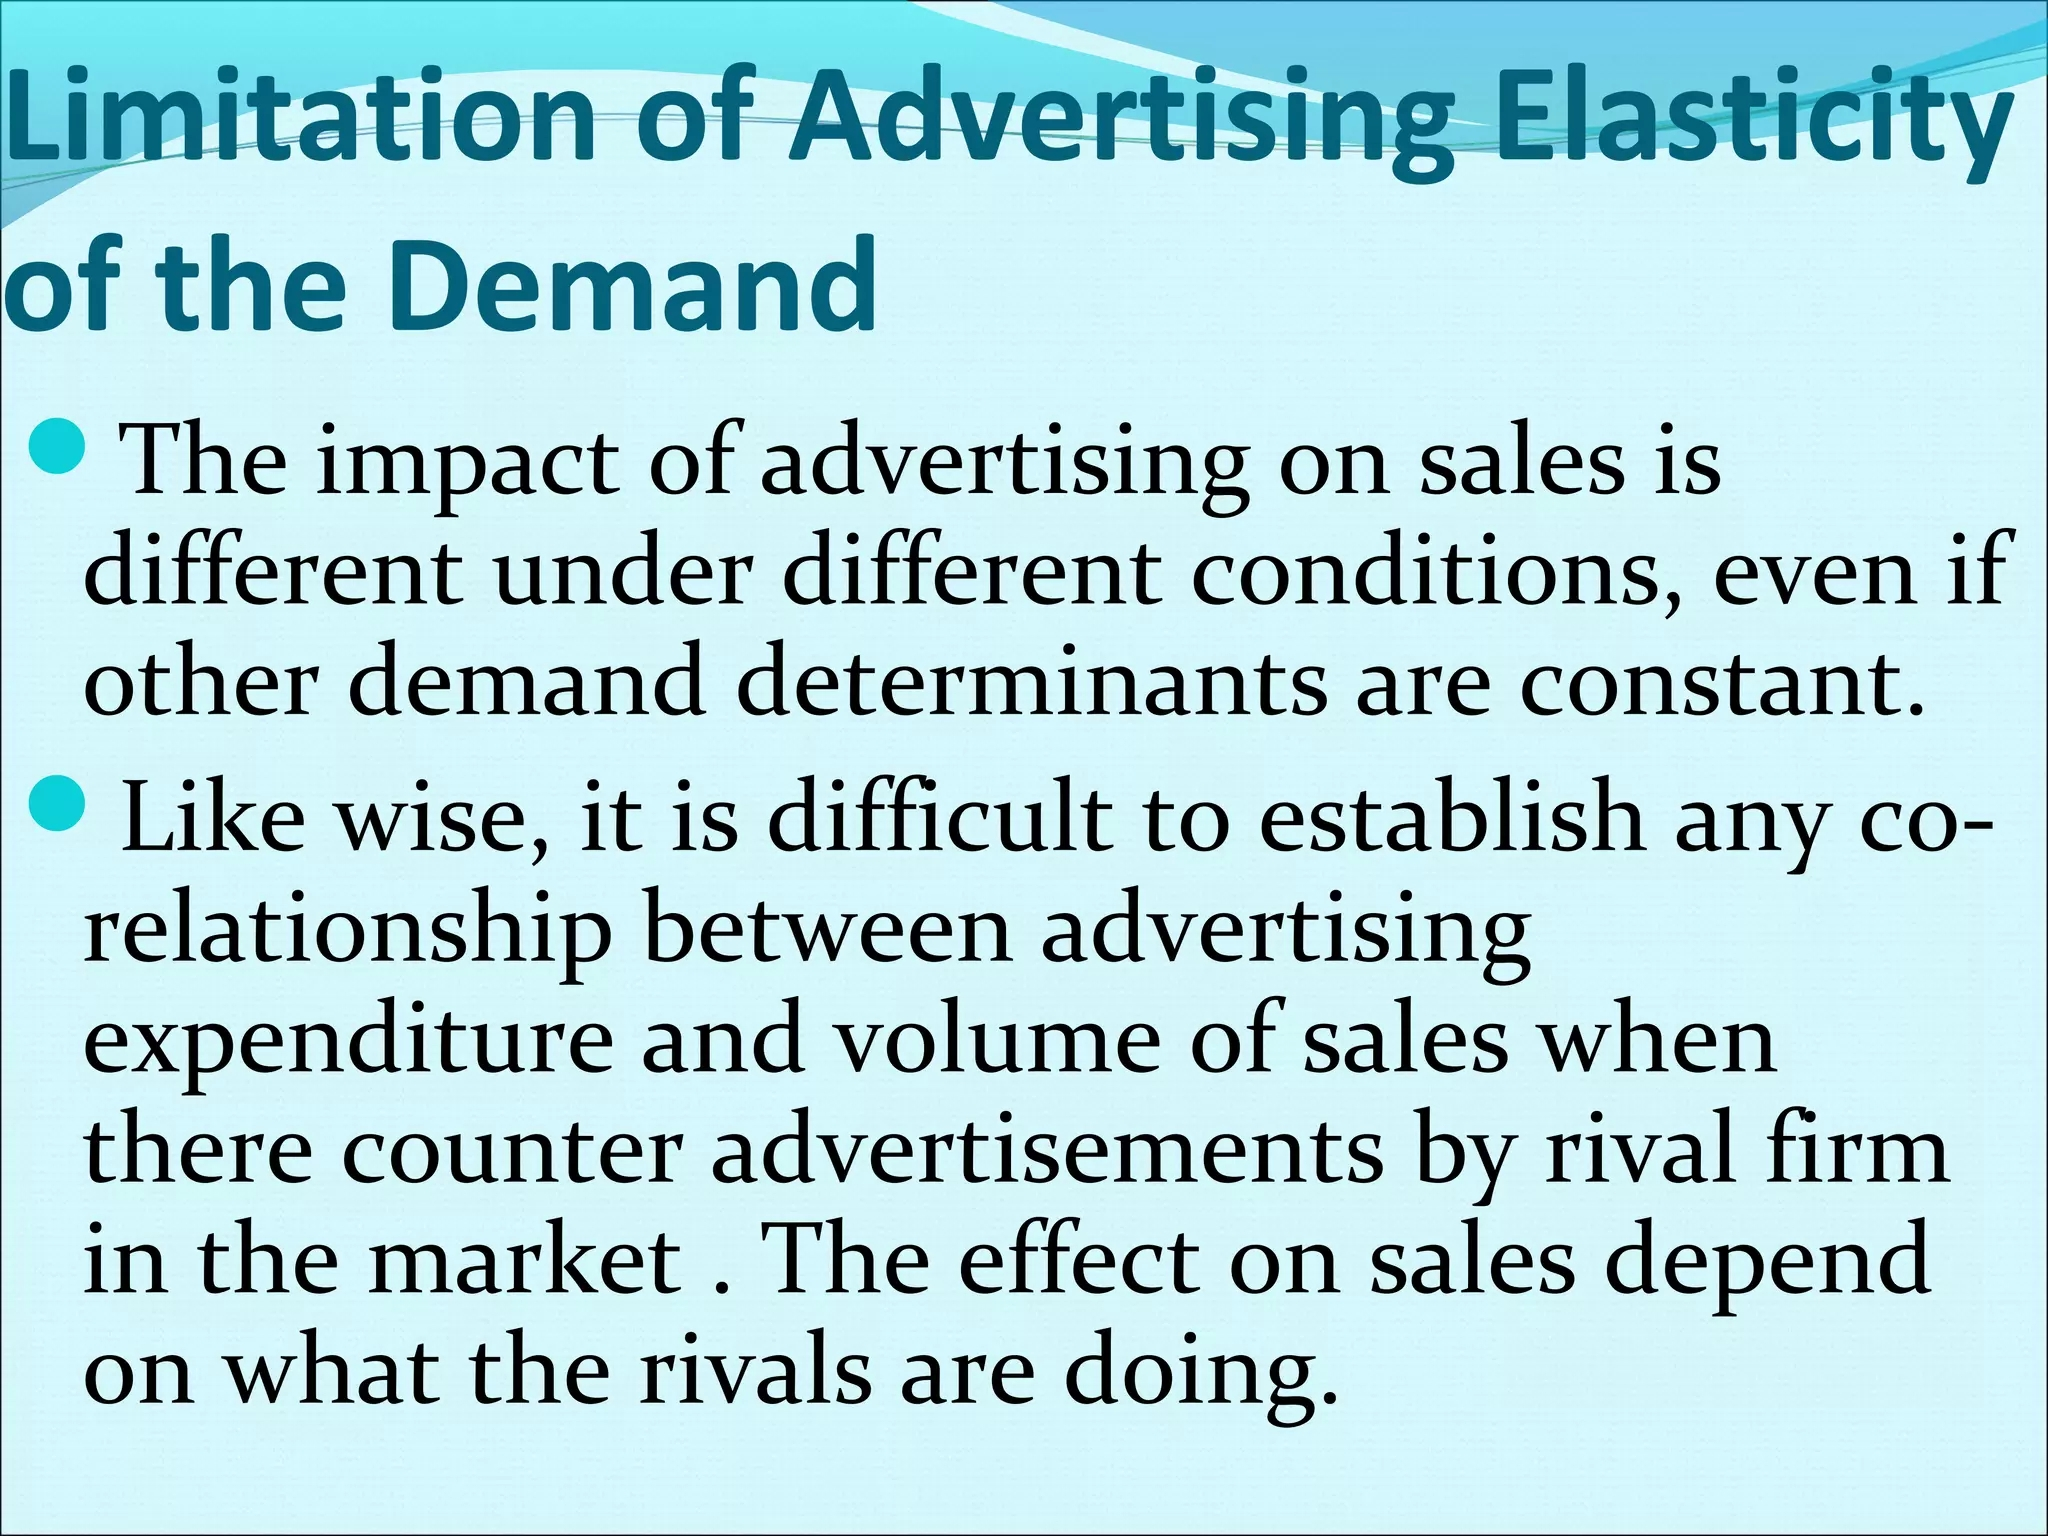 Limitation of Advertising Elasticity
of the Demand
The impact of advertising on sales is
different under different conditions, even if
other demand determinants are constant.
Like wise, it is difficult to establish any co-
relationship between advertising
expenditure and volume of sales when
there counter advertisements by rival firm
in the market . The effect on sales depend
on what the rivals are doing.